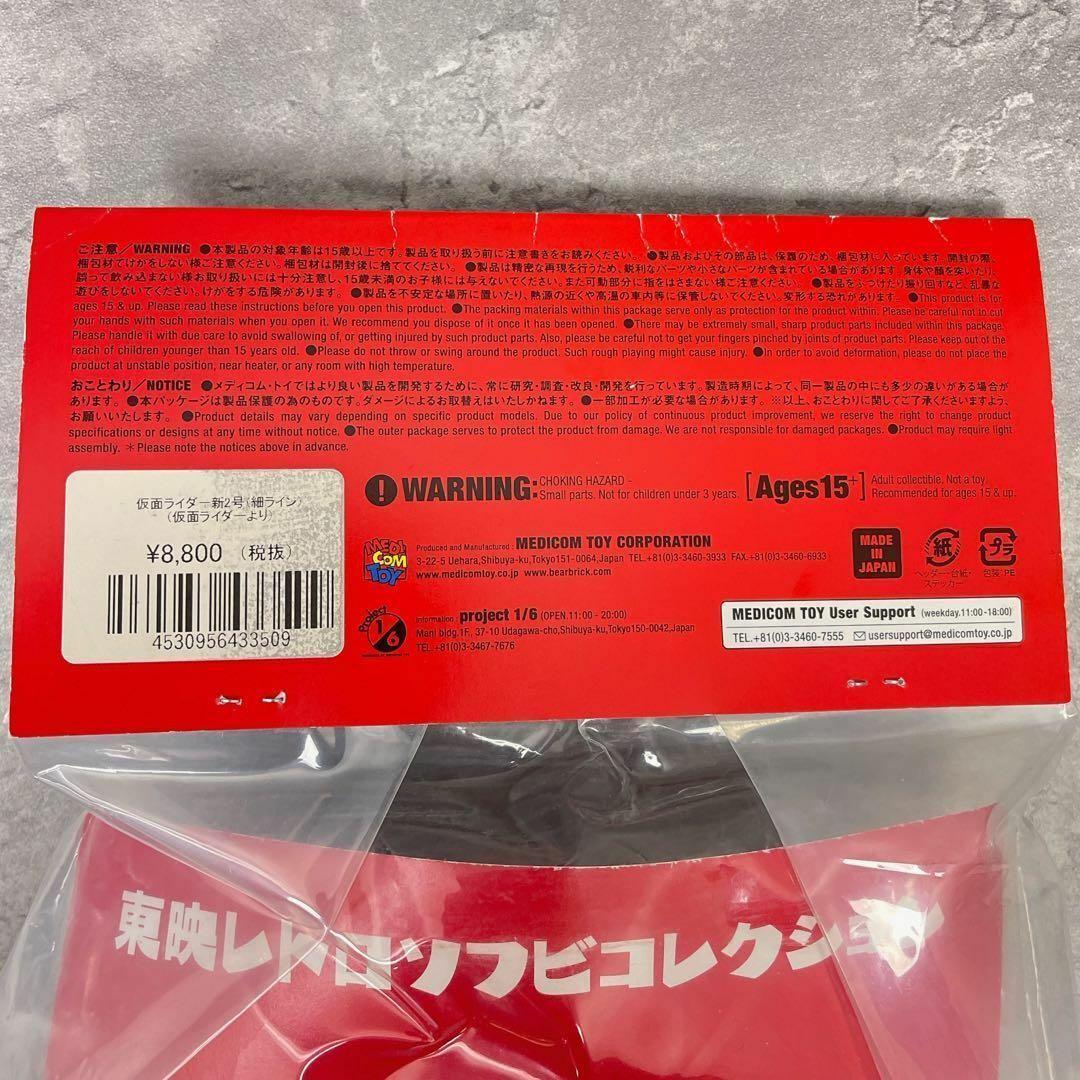 ご注意／WARNING ●本製品の対象年齢は15歳以上です。製品を取り扱う前に注意書きをお読みください。 ●製品およびその部品は、保護のため、梱包材に入っています。開封の際、
梱包材でけがをしない様ご注意ください。梱包材は開封後に捨ててください。 ●製品は精密な再現を行うため、鋭利なパーツや小さなパーツが含まれている場合があります。身体や顔を突いたり、
誤って飲み込まない様お取り扱いには十分注意し、15歳未満のお子様には与えないでください。また可動部分に指をはさまない様ご注意ください。 ●製品をぶつけたり振り回すなど、乱暴な
遊びをしないでください。けがをする危険があります。 ●製品を不安定な場所に置いたり、熱源の近くや高温の車内等に保管しないでください。変形する恐れがあります。 ●This product is for
ages 15 & up. Please read these instructions before you open this product. ●The packing materials within this package serve only as protection for the product within. Please be careful not to cut
your hands with such materials when you open it. We recommend you dispose of it once it has been opened. ●There may be extremely small, sharp product parts included within this package.
Please handle it with due care to avoid swallowing of, or getting injured by such product parts. Also, please be careful not to get your fingers pinched by joints of product parts. Please keep out of the
reach of children younger than 15 years old. ●Please do not throw or swing around the product. Such rough playing might cause injury. ●In order to avoid deformation, please do not place the
product at unstable position, near heater, or any room with high temperature.
おことわり／NOTICE ●メディコム・トイではより良い製品を開発するために、常に研究・調査・改良・開発を行っています。製造時期によって、同一製品の中にも多少の違いがある場合が
あります。 ●本パッケージは製品保護の為のものです。ダメージによるお取替えはいたしかねます。 ●一部加工が必要な場合があります。 ※以上、おことわりに関してご了承くださいますよう、
お願いいたします。 ●Product details may vary depending on specific product models. Due to our policy of continuous product improvement, we reserve the right to change product
specifications or designs at any time without notice. ●The outer package serves to protect the product from damage. We are not responsible for damaged packages. ●Product may require light
assembly. ＊Please note the notices above in advance.
仮面ライダー新2号(細ライン)
(仮面ライダーより)
¥8,800 (税抜)
4530956433509
WARNING: CHOKING HAZARD –
Small parts. Not for children under 3 years.
[Ages15+]
Adult collectible. Not a toy.
Recommended for ages 15 & up.
MEDI
COM
TOY
Produced and Manufactured : MEDICOM TOY CORPORATION
3-22-5 Uehara,Shibuya-ku,Tokyo151-0064,Japan TEL.+81(0)3-3460-3933 FAX.+81(0)3-3460-6933
www.medicomtoy.co.jp www.bearbrick.com
MADE
IN
JAPAN
紙
ヘッダー・台紙・
ステッカー
プラ
包装:PE
Project
1/6
Information : project 1/6 (OPEN.11:00 - 20:00)
Mani bldg.1F., 37-10 Udagawa-cho,Shibuya-ku,Tokyo150-0042,Japan
TEL.+81(0)3-3467-7676
MEDICOM TOY User Support (weekday.11:00-18:00)
TEL.+81(0)3-3460-7555 usersupport@medicomtoy.co.jp
東映レトロソフビコレクション